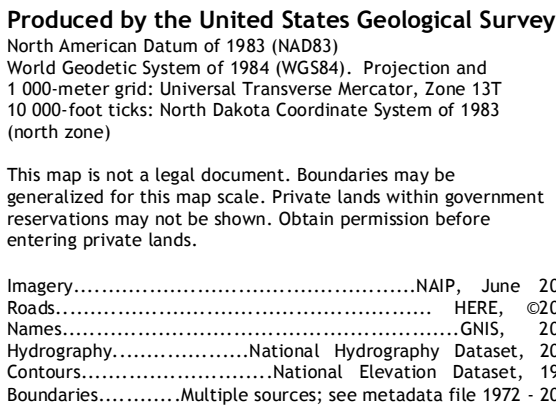 Produced by the United States Geological Survey
North American Datum of 1983 (NAD83)
World Geodetic System of 1984 (WGS84). Projection and
1 000-meter grid: Universal Transverse Mercator, Zone 13T
10 000-foot ticks: North Dakota Coordinate System of 1983
(north zone)
This map is not a legal document. Boundaries may be
generalized for this map scale. Private lands within government
reservations may not be shown. Obtain permission before
entering private lands.
Imagery.................................................NAIP, June 20
Roads.................................................. HERE, ©20
Names.........................................................GNIS, 20
Hydrography....................National Hydrography Dataset, 20
Contours............................National Elevation Dataset, 19
Boundaries............Multiple sources; see metadata file 1972 - 20